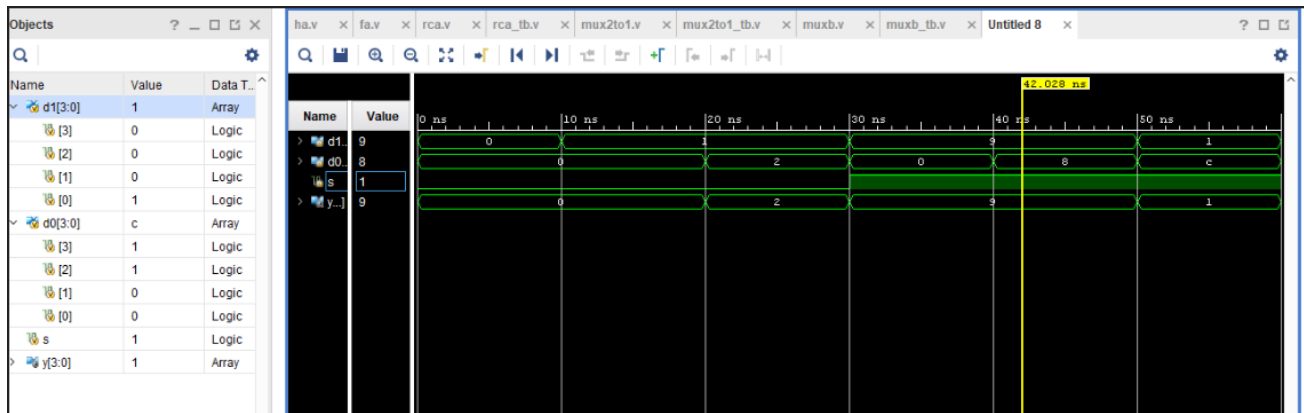 Objects
Name Value Data T..
d1[3:0] 1 Array
[3] 0 Logic
[2] 0 Logic
[1] 0 Logic
[0] 1 Logic
d0[3:0] c Array
[3] 1 Logic
[2] 1 Logic
[1] 0 Logic
[0] 0 Logic
s 1 Logic
y[3:0] 1 Array
ha.v fa.v rca.v rca_tb.v mux2to1.v mux2to1_tb.v muxb.v muxb_tb.v Untitled 8
42.028 ns
Name Value
0 ns 10 ns 20 ns 30 ns 40 ns 50 ns
d1.. 9 0 1 9 1
d0.. 8 0 2 0 8 c
s 1
y...] 9 0 2 9 1